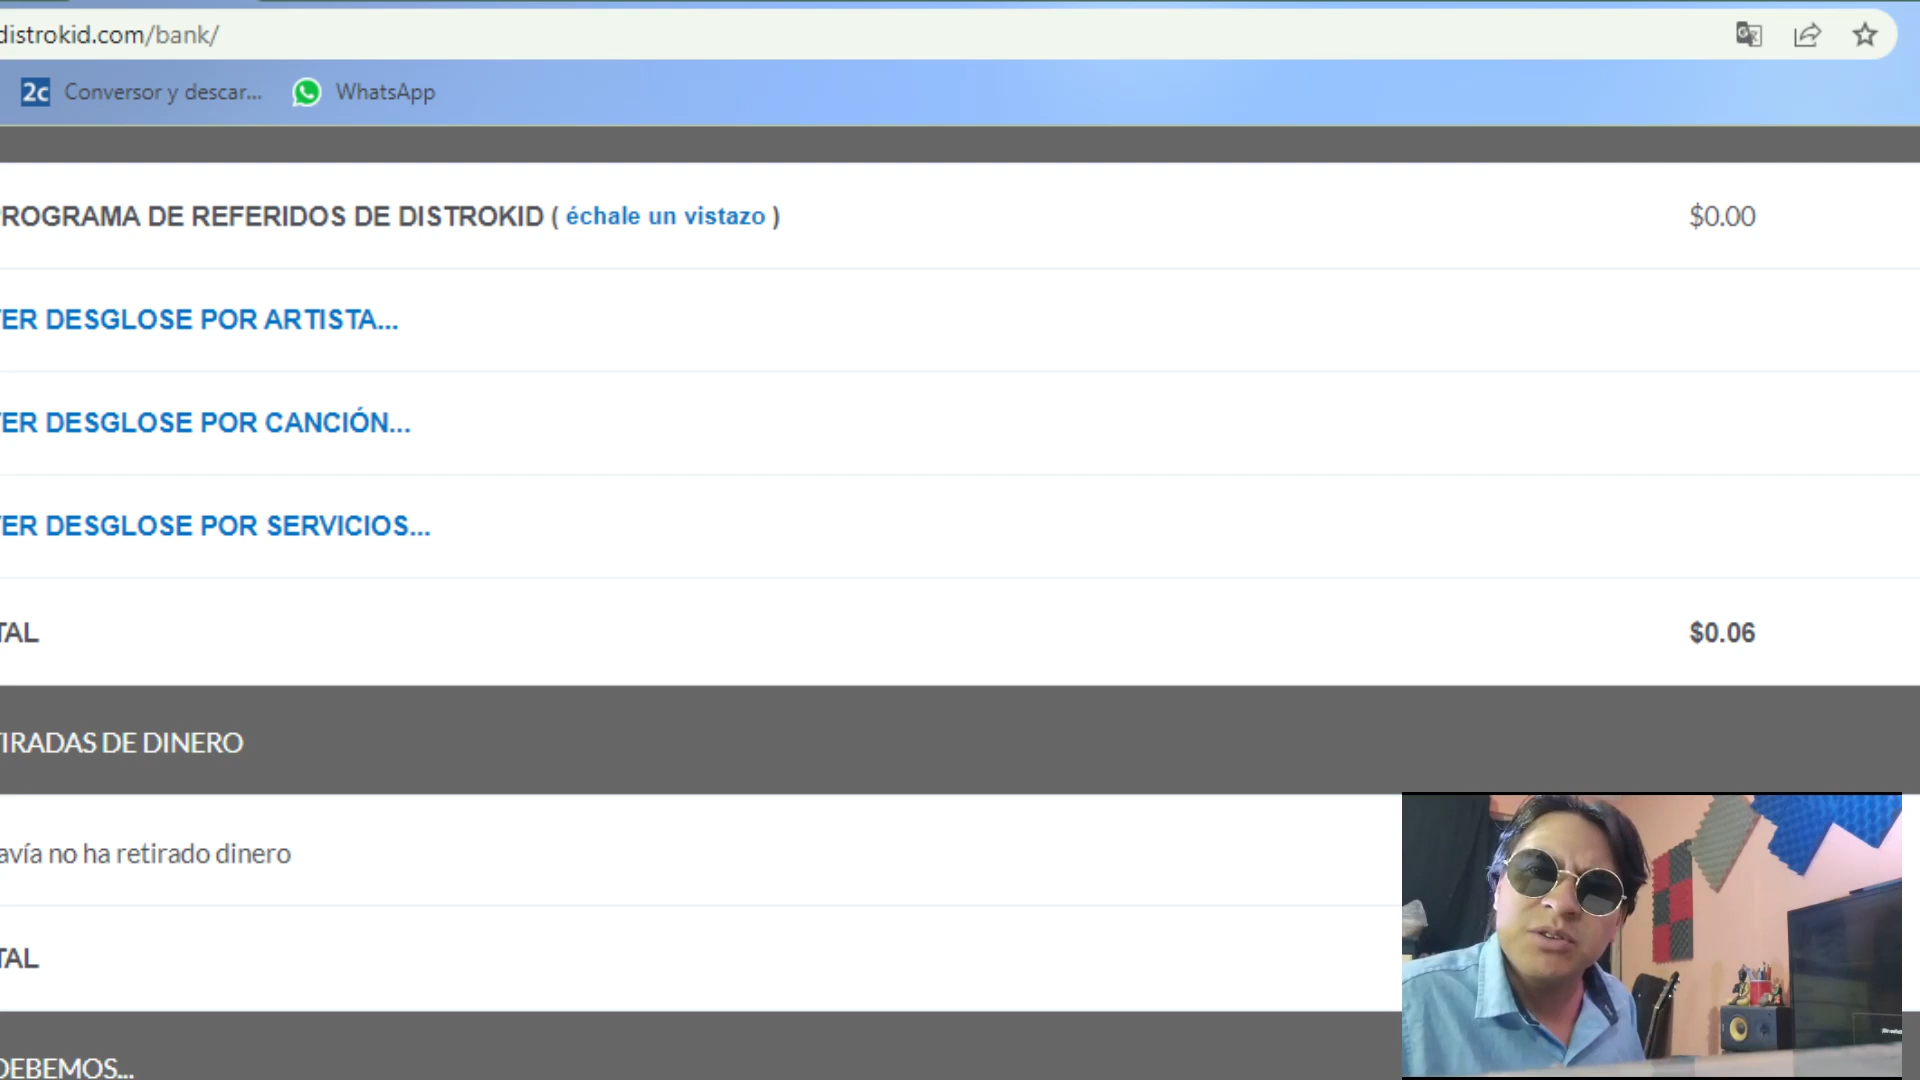 distrokid.com/bank/
2c Conversor y descar... WhatsApp
ROGRAMA DE REFERIDOS DE DISTROKID ( échale un vistazo ) $0.00
ER DESGLOSE POR ARTISTA...
ER DESGLOSE POR CANCIÓN...
ER DESGLOSE POR SERVICIOS...
TAL $0.06
TIRADAS DE DINERO
avía no ha retirado dinero
TAL
DEBEMOS...